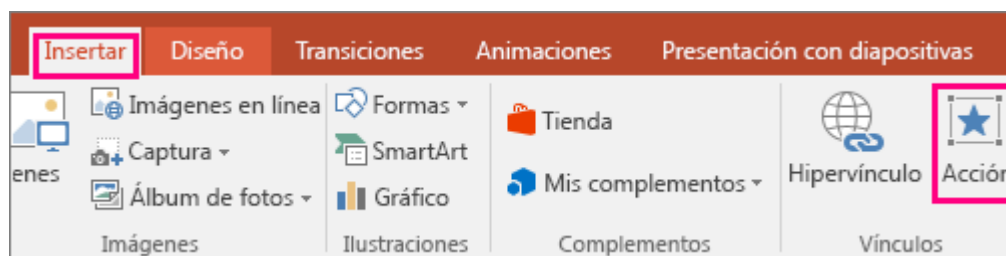 Insertar Diseño Transiciones Animaciones Presentación con diapositivas
Imágenes en línea Formas
Tienda
Captura SmartArt
enes Mis complementos Hipervínculo Acción
Álbum de fotos Gráfico
Imágenes Ilustraciones Complementos Vínculos